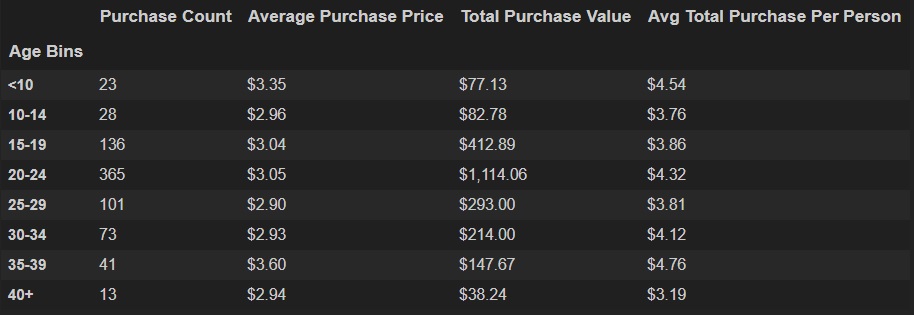 Purchase Count Average Purchase Price Total Purchase Value Avg Total Purchase Per Person
Age Bins
<10 23 $3.35 $77.13 $4.54
10-14 28 $2.96 $82.78 $3.76
15-19 136 $3.04 $412.89 $3.86
20-24 365 $3.05 $1,114.06 $4.32
25-29 101 $2.90 $293.00 $3.81
30-34 73 $2.93 $214.00 $4.12
35-39 41 $3.60 $147.67 $4.76
40+ 13 $2.94 $38.24 $3.19